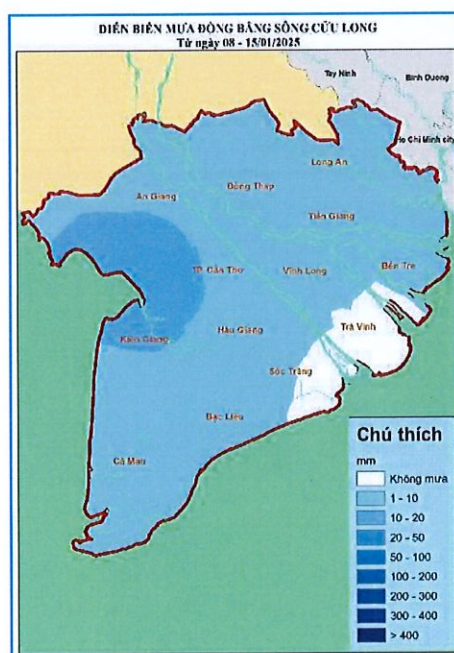 DIỄN BIẾN MƯA ĐỒNG BẰNG SÔNG CỬU LONG
Từ ngày 08 - 15/01/2025
Tay Ninh
Binh Duong
Ho Chi Minh city
Long An
Đồng Tháp
An Giang
Tiền Giang
TP. Cần Thơ
Vĩnh Long
Bến Tre
Kiên Giang
Hậu Giang
Trà Vinh
Sóc Trăng
Bạc Liêu
Cà Mau
Chú thích
mm
Không mưa
1 - 10
10 - 20
20 - 50
50 - 100
100 - 200
200 - 300
300 - 400
> 400